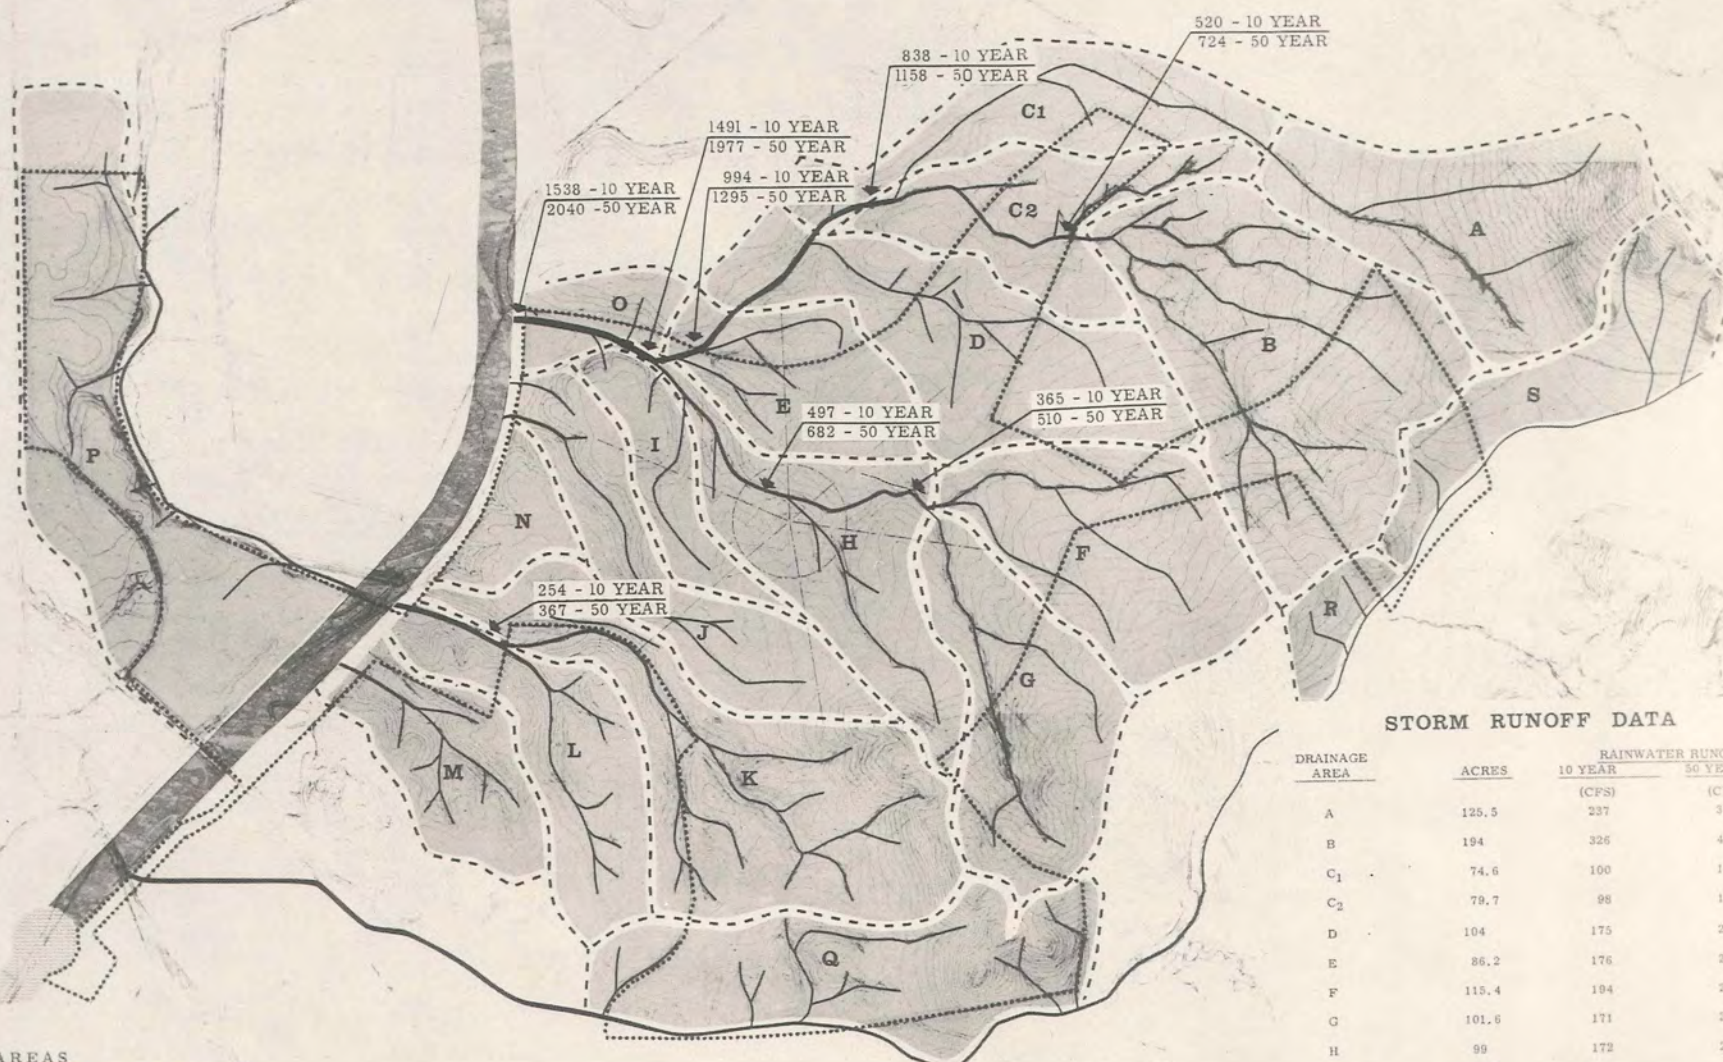 520 - 10 YEAR
724 - 50 YEAR
838 - 10 YEAR
1158 - 50 YEAR
1491 - 10 YEAR
1977 - 50 YEAR
994 - 10 YEAR
1295 - 50 YEAR
1538 - 10 YEAR
2040 - 50 YEAR
C1
C2
A
O
D
B
E
S
365 - 10 YEAR
510 - 50 YEAR
497 - 10 YEAR
682 - 50 YEAR
I
P
N
H
F
254 - 10 YEAR
367 - 50 YEAR
J
R
G
L
K
M
Q
STORM RUNOFF DATA
DRAINAGE AREA
ACRES
RAINWATER
10 YEAR
(CFS)
A 125.5 237
B 194 326
C1 74.6 100
C2 79.7 98
D 104 175
E 86.2 176
F 115.4 194
G 101.6 171
H 99 172
AREAS